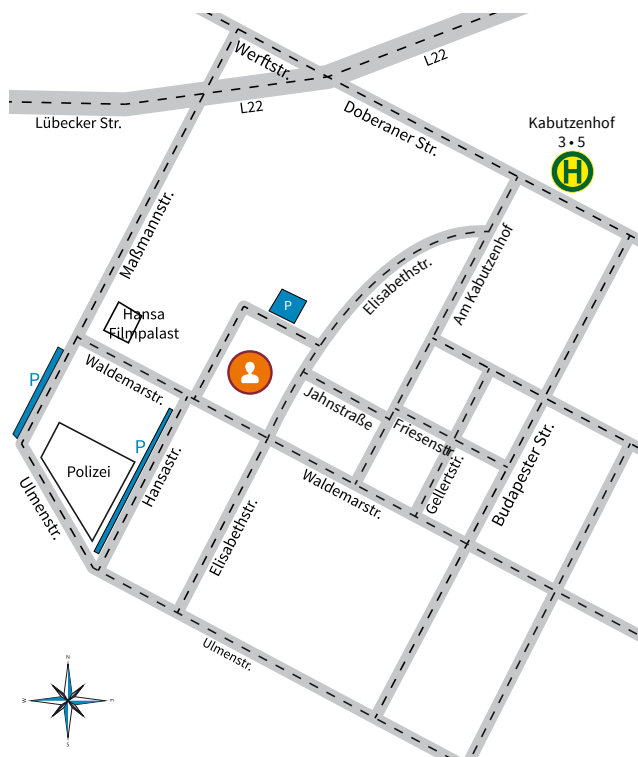 Werftstr.
L22
L22
Lübecker Str.
Doberaner Str.
Kabutzenhof
3 • 5
H
Maßmannstr.
Am Kabutzenhof
Elisabethstr.
P
Hansa
Filmpalast
Waldemarstr.
P
Jahnstraße
Friesenstr.
P
Polizei
Hansastr.
Gellertstr.
Budapester Str.
Waldemarstr.
Ulmenstr.
Elisabethstr.
Ulmenstr.
N
W
E
S